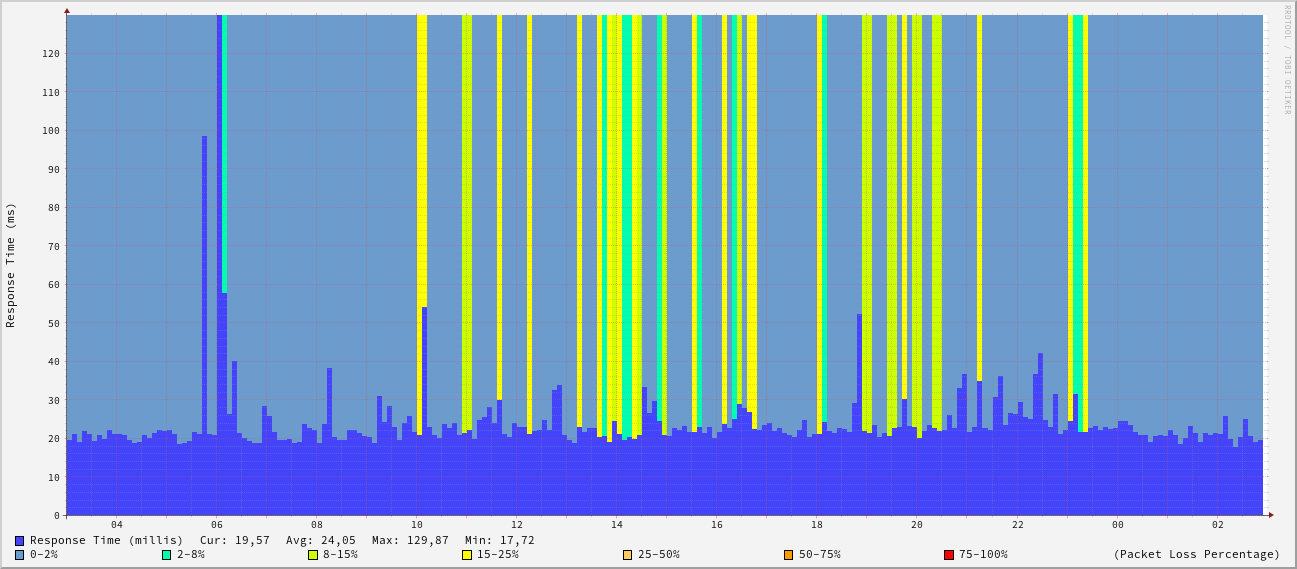 RRDTOOL / TOBI OETIKER
Response Time (ms)
120
110
100
90
80
70
60
50
40
30
20
10
0
04 06 08 10 12 14 16 18 20 22 00 02
Response Time (millis) Cur: 19,57 Avg: 24,05 Max: 129,87 Min: 17,72
0-2% 2-8% 8-15% 15-25% 25-50% 50-75% 75-100% (Packet Loss Percentage)